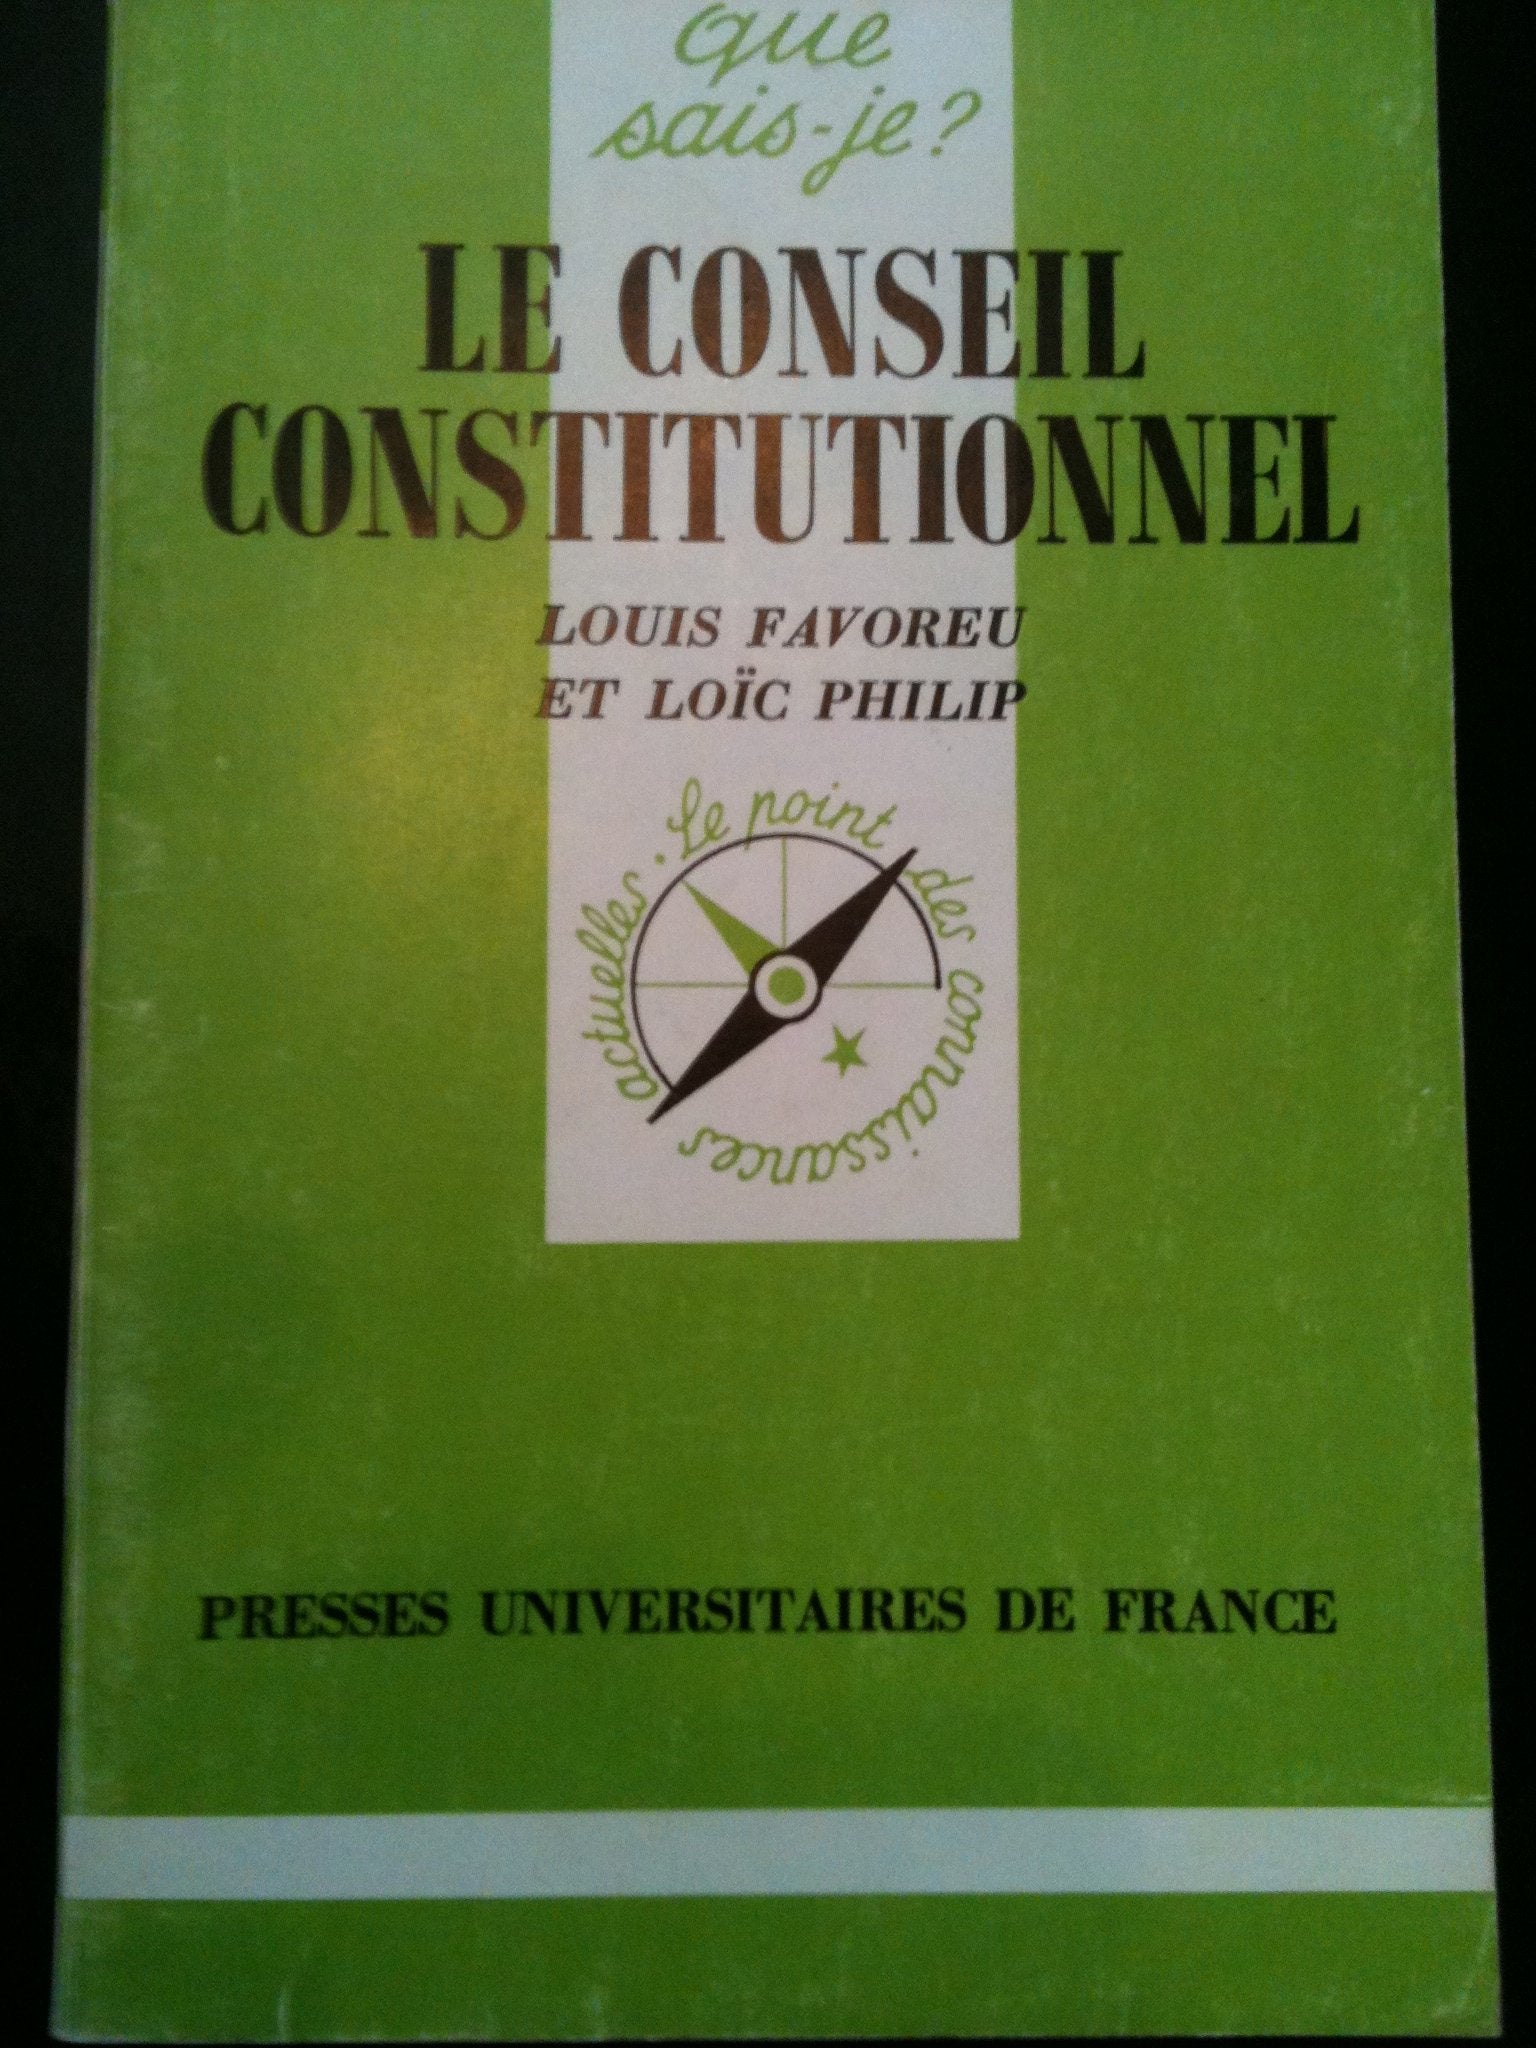 que
sais-je?
LE CONSEIL
CONSTITUTIONNEL
LOUIS FAVOREU
ET LOÏC PHILIP
Le point des connaissances actuelles.
PRESSES UNIVERSITAIRES DE FRANCE